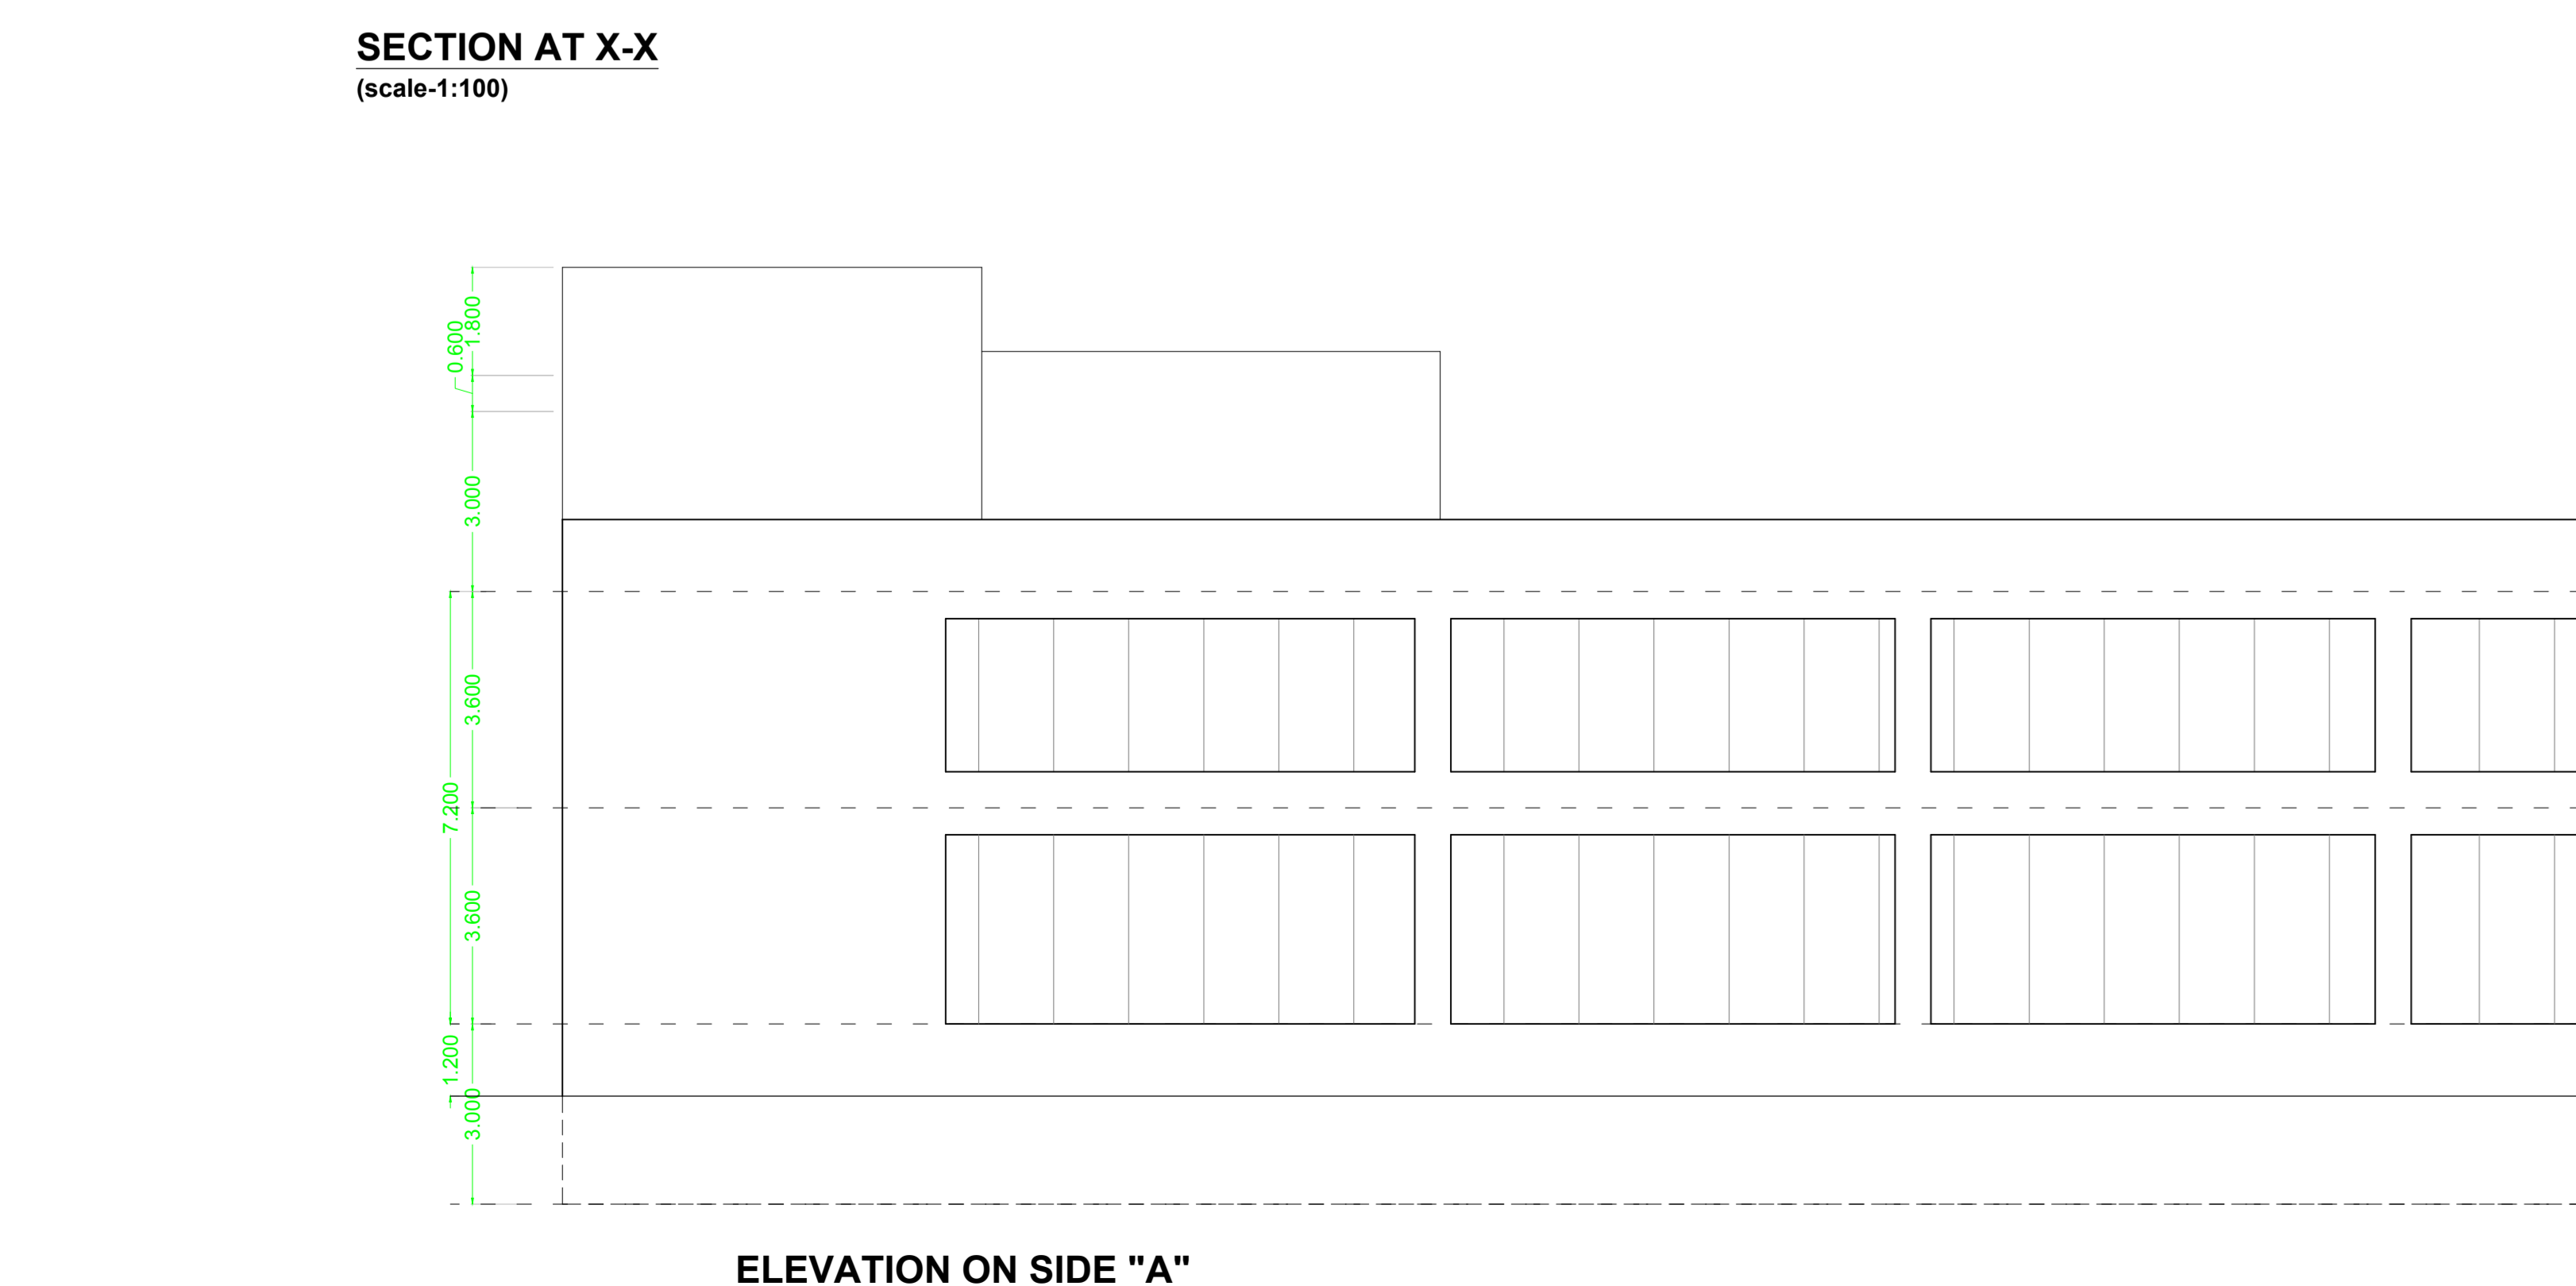 SECTION AT X-X
(scale-1:100)
1.800
0.600
3.000
3.600
7.200
3.600
1.200
3.000
ELEVATION ON SIDE "A"